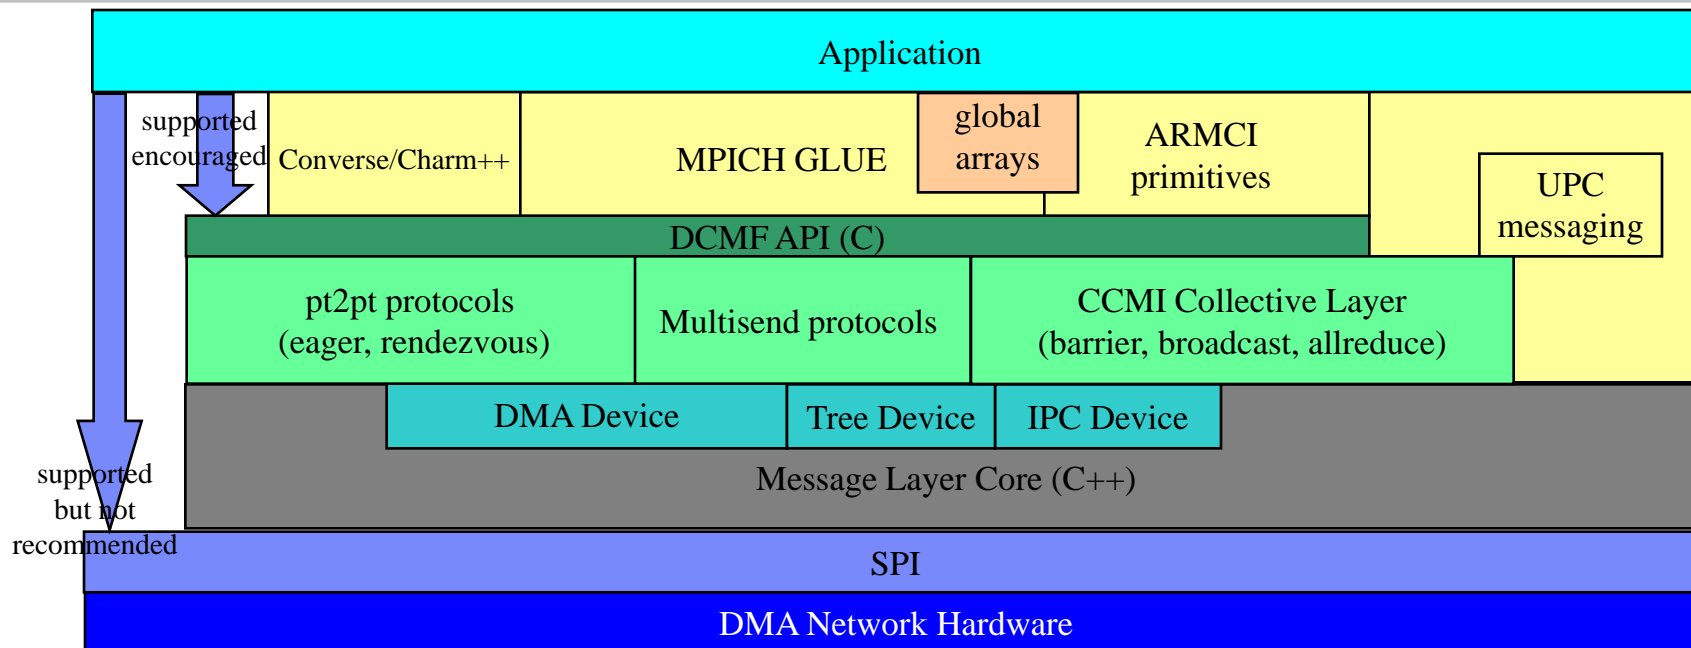 Application
supported
encouraged
Converse/Charm++
MPICH GLUE
global
arrays
ARMCI
primitives
UPC
messaging
DCMF API (C)
pt2pt protocols
(eager, rendezvous)
Multisend protocols
CCMI Collective Layer
(barrier, broadcast, allreduce)
DMA Device
Tree Device
IPC Device
Message Layer Core (C++)
supported
but not
recommended
SPI
DMA Network Hardware